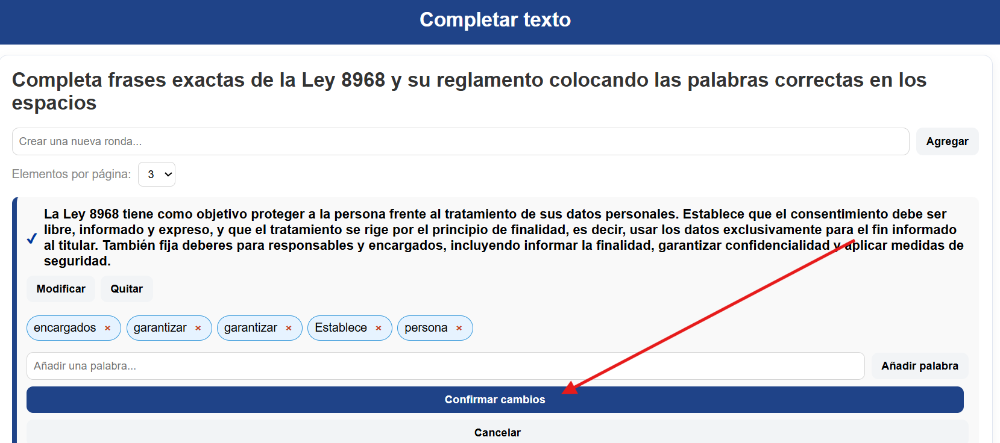 Completar texto
Completa frases exactas de la Ley 8968 y su reglamento colocando las palabras correctas en los
espacios
Crear una nueva ronda...
Agregar
Elementos por página:
3
La Ley 8968 tiene como objetivo proteger a la persona frente al tratamiento de sus datos personales. Establece que el consentimiento debe ser
libre, informado y expreso, y que el tratamiento se rige por el principio de finalidad, es decir, usar los datos exclusivamente para el fin informado
al titular. También fija deberes para responsables y encargados, incluyendo informar la finalidad, garantizar confidencialidad y aplicar medidas de
seguridad.
Modificar
Quitar
encargados ×
garantizar ×
garantizar ×
Establece ×
persona ×
Añadir una palabra...
Añadir palabra
Confirmar cambios
Cancelar